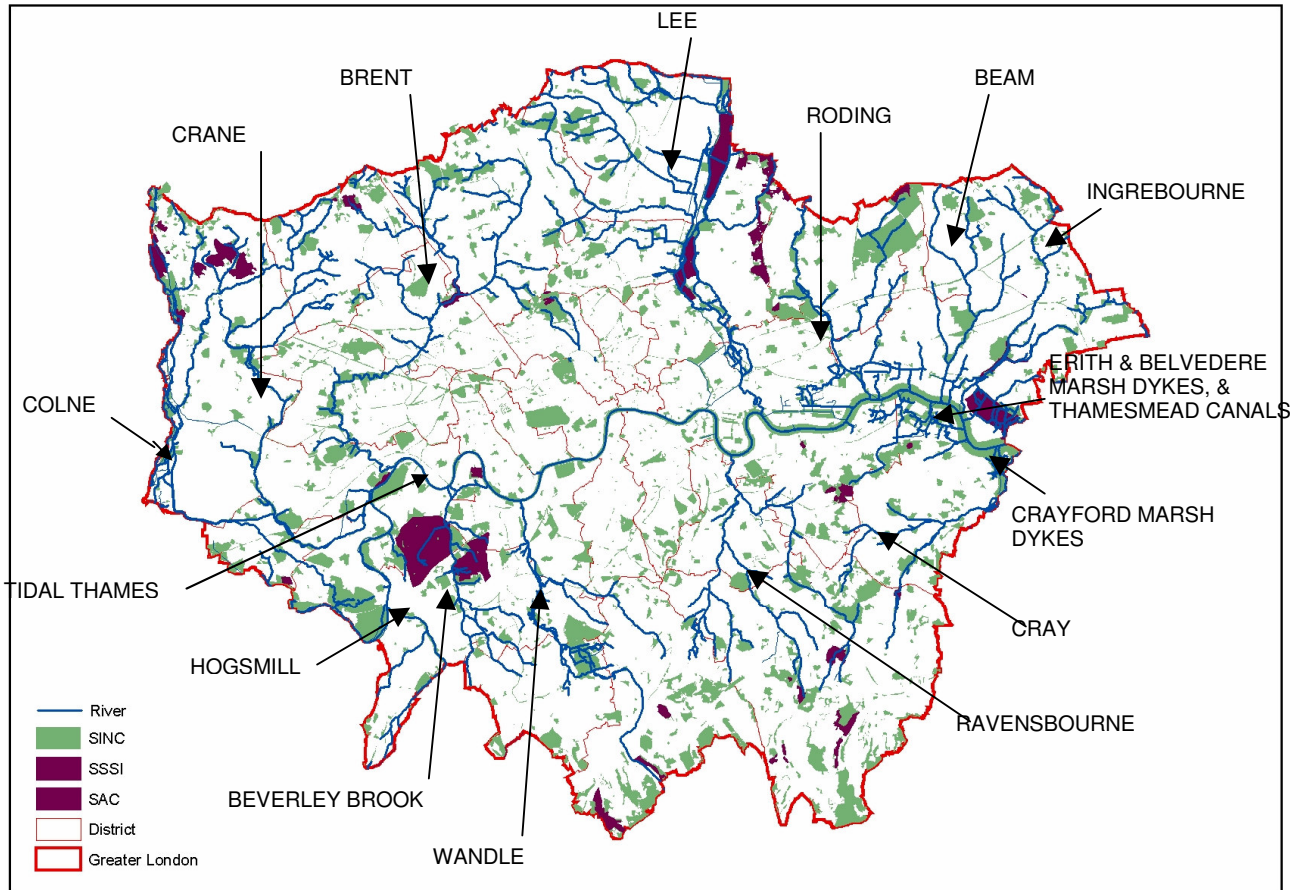 LEE
BRENT
BEAM
RODING
CRANE
INGREBOURNE
ERITH & BELVEDERE
MARSH DYKES, &
THAMESMEAD CANALS
COLNE
CRAYFORD MARSH
DYKES
TIDAL THAMES
CRAY
HOGSMILL
RAVENSBOURNE
BEVERLEY BROOK
WANDLE
River
SINC
SSSI
SAC
District
Greater London